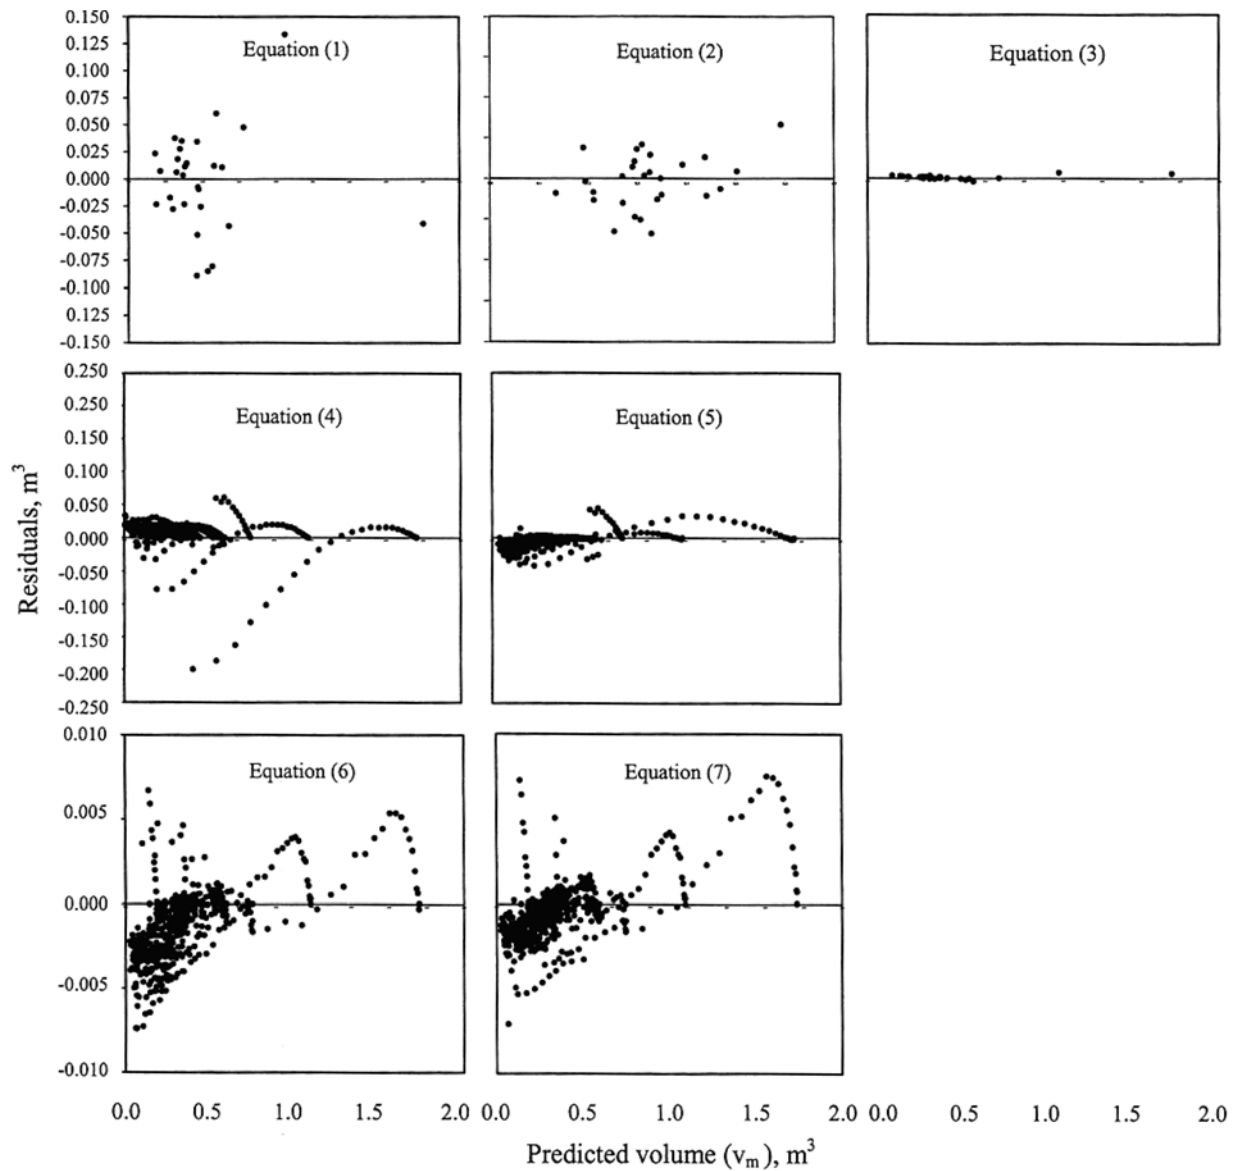 0.150
0.125
0.100
0.075
0.050
0.025
0.000
-0.025
-0.050
-0.075
-0.100
0.125
-0.150
Equation (1)
Equation (2)
Equation (3)
0.250
0.200
0.150
0.100
0.050
0.000
-0.050
-0.100
-0.150
-0.200
-0.250
Equation (4)
Equation (5)
Residuals, m³
0.010
0.005
0.000
-0.005
-0.010
Equation (6)
Equation (7)
0.0 0.5 1.0 1.5 2.0 0.0 0.5 1.0 1.5 2.0 0.0 0.5 1.0 1.5 2.0
Predicted volume (vₘ), m³